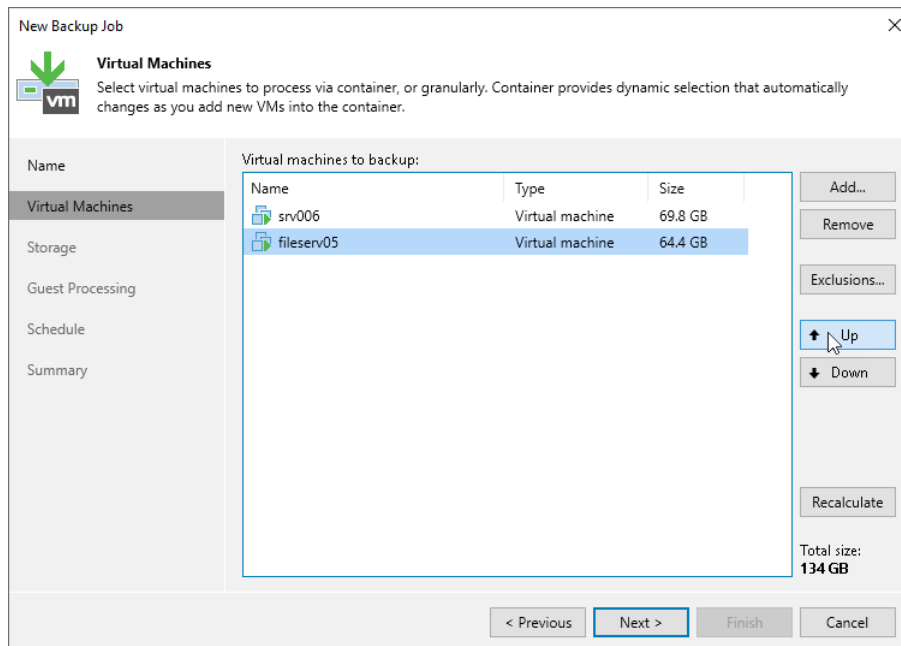 New Backup Job
vm
Virtual Machines
Select virtual machines to process via container, or granularly. Container provides dynamic selection that automatically
changes as you add new VMs into the container.
Name
Virtual Machines
Storage
Guest Processing
Schedule
Summary
Virtual machines to backup:
Name Type Size
srv006 Virtual machine 69.8 GB
fileserv05 Virtual machine 64.4 GB
Add...
Remove
Exclusions...
Up
Down
Recalculate
Total size:
134 GB
< Previous Next > Finish Cancel